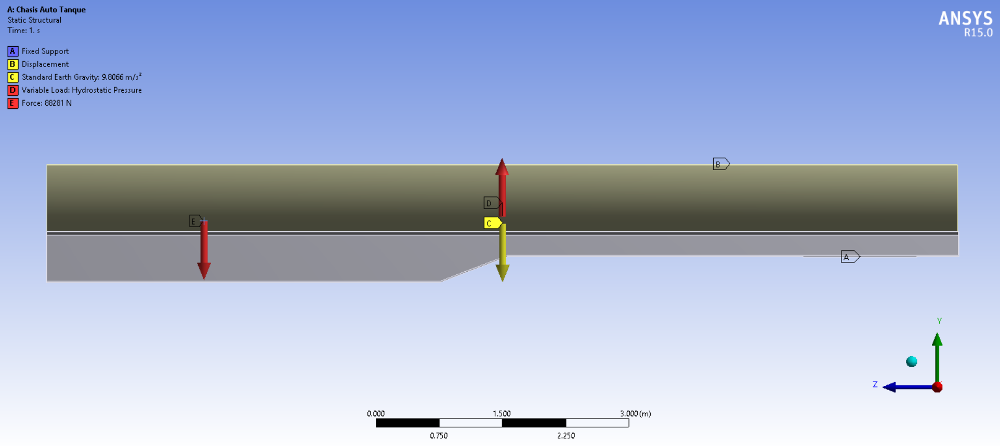 A: Chasis Auto Tanque
Static Structural
Time: 1. s
A Fixed Support
B Displacement
C Standard Earth Gravity: 9.8066 m/s²
D Variable Load: Hydrostatic Pressure
E Force: 88281 N
ANSYS
R15.0
B
D
E
C
A
Y
Z
0.000 1.500 3.000 (m)
0.750 2.250